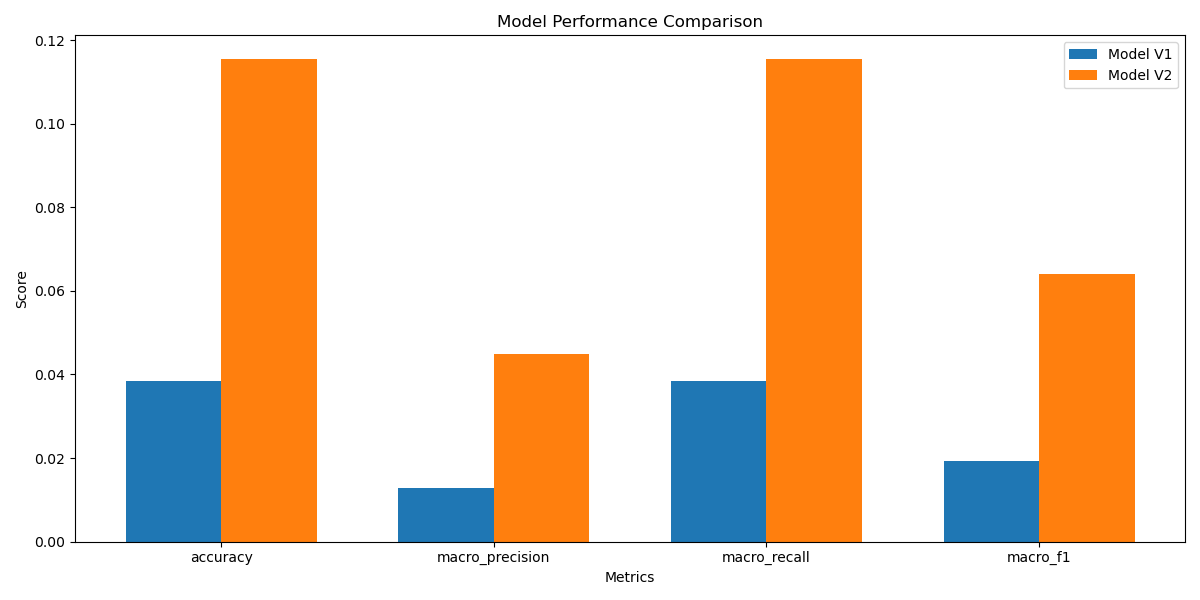 Model Performance Comparison
Model V1
Model V2
Score
0.12
0.10
0.08
0.06
0.04
0.02
0.00
accuracy
macro_precision
macro_recall
macro_f1
Metrics